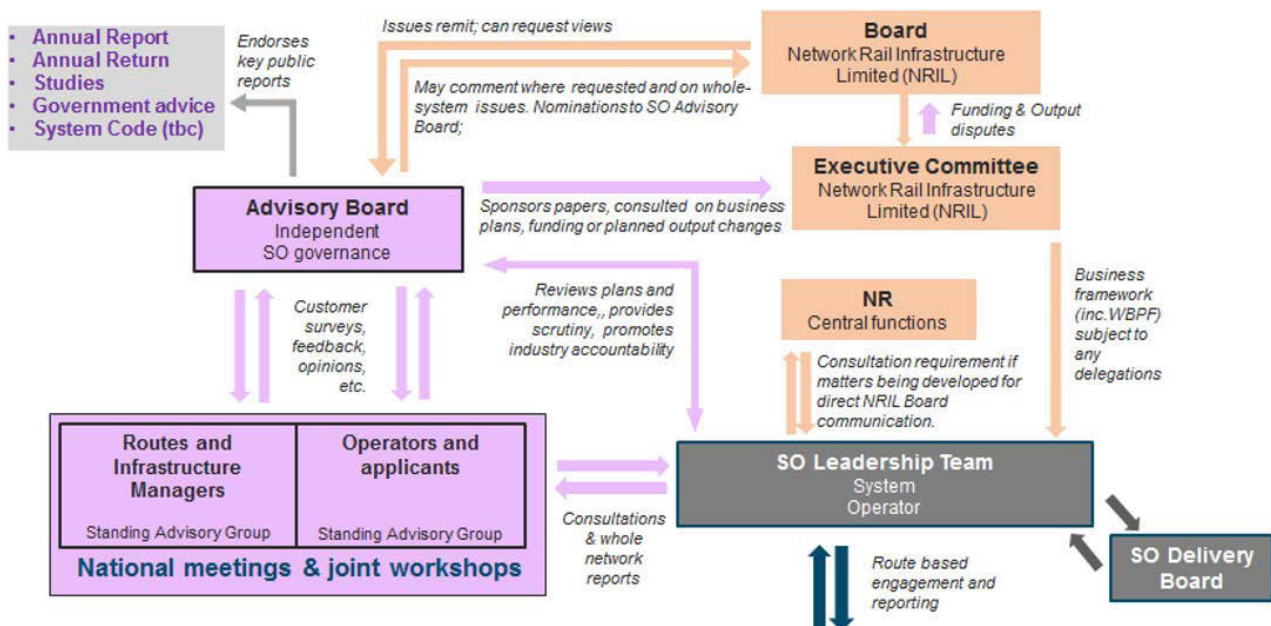 • Annual Report
• Annual Return
• Studies
• Government advice
• System Code (tbc)
Endorses
key public
reports
Issues remit; can request views
May comment where requested and on whole-
system issues. Nominations to SO Advisory
Board;
Board
Network Rail Infrastructure
Limited (NRIL)
Funding & Output
disputes
Executive Committee
Network Rail Infrastructure
Limited (NRIL)
Advisory Board
Independent
SO governance
Sponsors papers, consulted on business
plans, funding or planned output changes
Customer
surveys,
feedback,
opinions,
etc.
Reviews plans and
performance,, provides
scrutiny, promotes
industry accountability
NR
Central functions
Business
framework
(inc.WBPF)
subject to
any
delegations
Consultation requirement if
matters being developed for
direct NRIL Board
communication.
Routes and
Infrastructure
Managers
Standing Advisory Group
Operators and
applicants
Standing Advisory Group
National meetings & joint workshops
Consultations
& whole
network
reports
SO Leadership Team
System
Operator
Route based
engagement and
reporting
SO Delivery
Board